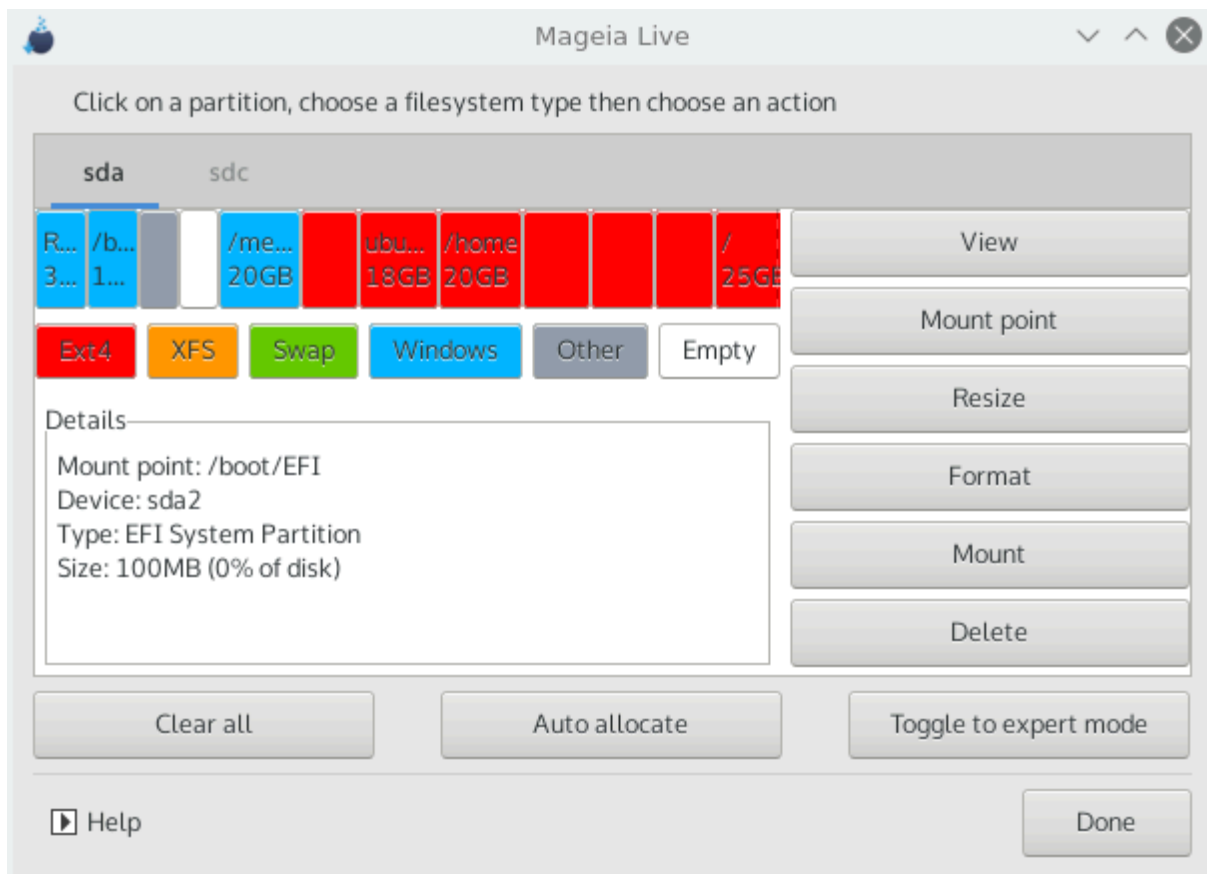 Mageia Live
Click on a partition, choose a filesystem type then choose an action
sda sdc
R... /b... /me... ubu... /home /
3... 1... 20GB 18GB 20GB 25GB
Ext4 XFS Swap Windows Other Empty
Details
Mount point: /boot/EFI
Device: sda2
Type: EFI System Partition
Size: 100MB (0% of disk)
View
Mount point
Resize
Format
Mount
Delete
Clear all Auto allocate Toggle to expert mode
Help Done